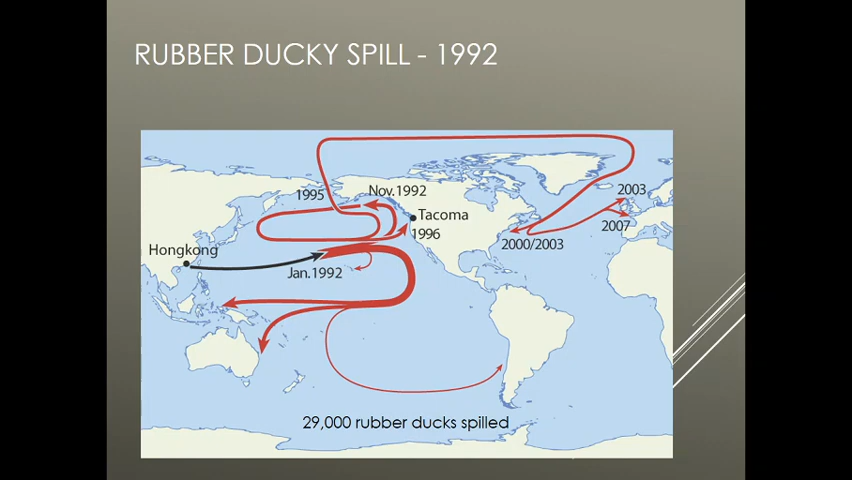 RUBBER DUCKY SPILL - 1992
2003
1995
Nov.1992
Tacoma
2007
1996
2000/2003
Hongkong
Jan.1992
29,000 rubber ducks spilled